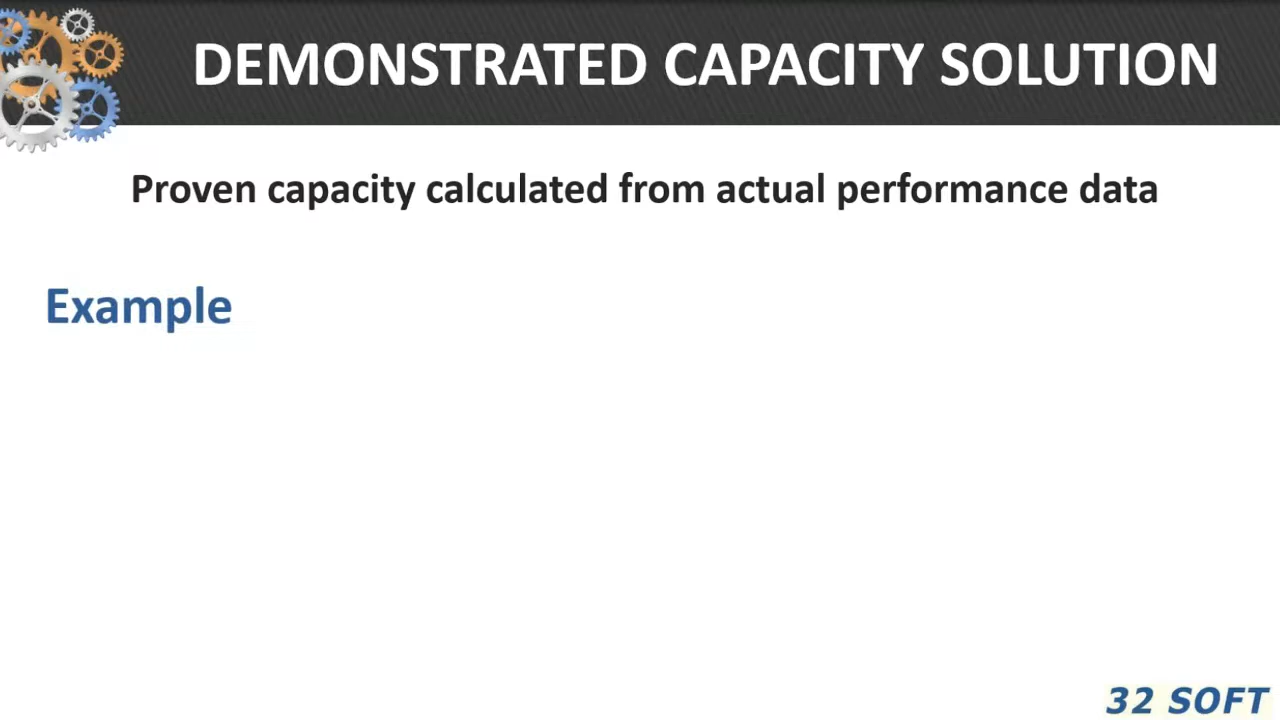 DEMONSTRATED CAPACITY SOLUTION
Proven capacity calculated from actual performance data
Example
32 SOFT